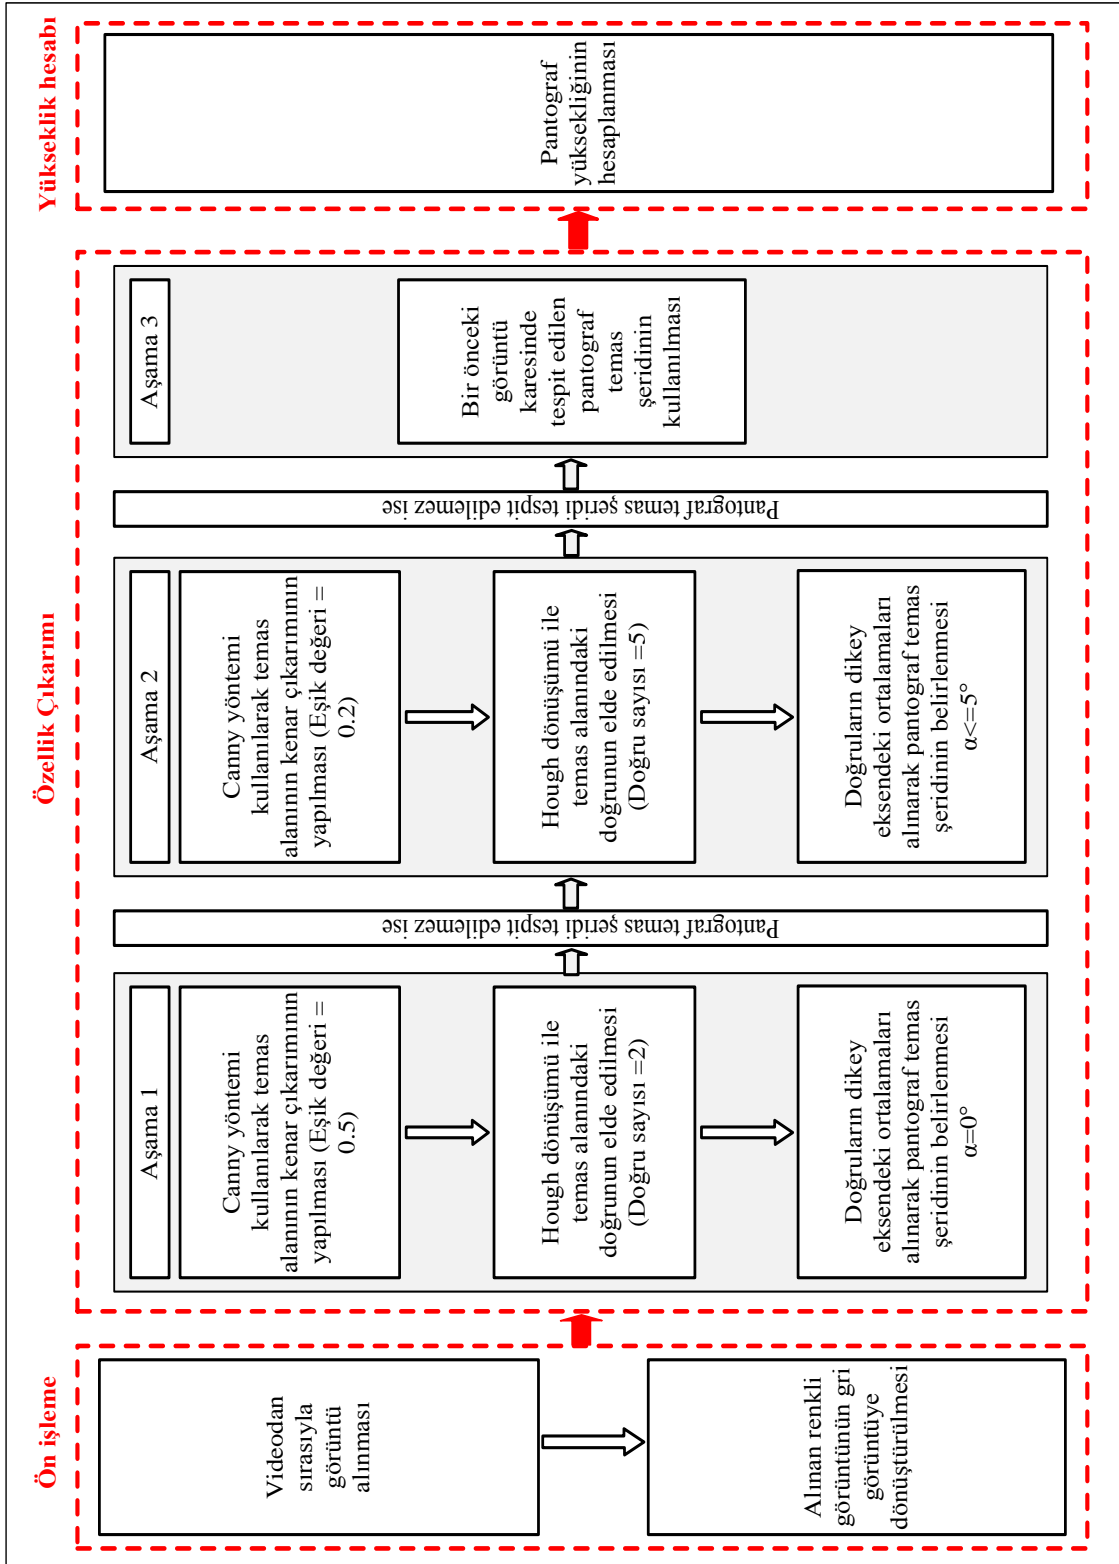 Ön işleme
Videodan
sırasıyla
görüntü
alınması
Alınan renkli
görüntünün gri
görüntüye
dönüştürülmesi
Özellik Çıkarımı
Aşama 1
Canny yöntemi
kullanılarak temas
alanının kenar çıkarımının
yapılması (Eşik değeri =
0.5)
Hough dönüşümü ile
temas alanındaki
doğrunun elde edilmesi
(Doğru sayısı =2)
Doğruların dikey
eksendeki ortalamaları
alınarak pantograf temas
şeridinin belirlenmesi
α=0°
Pantograf temas şeridi tespit edilemez ise
Aşama 2
Canny yöntemi
kullanılarak temas
alanının kenar çıkarımının
yapılması (Eşik değeri =
0.2)
Hough dönüşümü ile
temas alanındaki
doğrunun elde edilmesi
(Doğru sayısı =5)
Doğruların dikey
eksendeki ortalamaları
alınarak pantograf temas
şeridinin belirlenmesi
α<=5°
Pantograf temas şeridi tespit edilemez ise
Aşama 3
Bir önceki
görüntü
karesinde
tespit edilen
pantograf
temas
şeridinin
kullanılması
Yükseklik hesabı
Pantograf
yüksekliğinin
hesaplanması